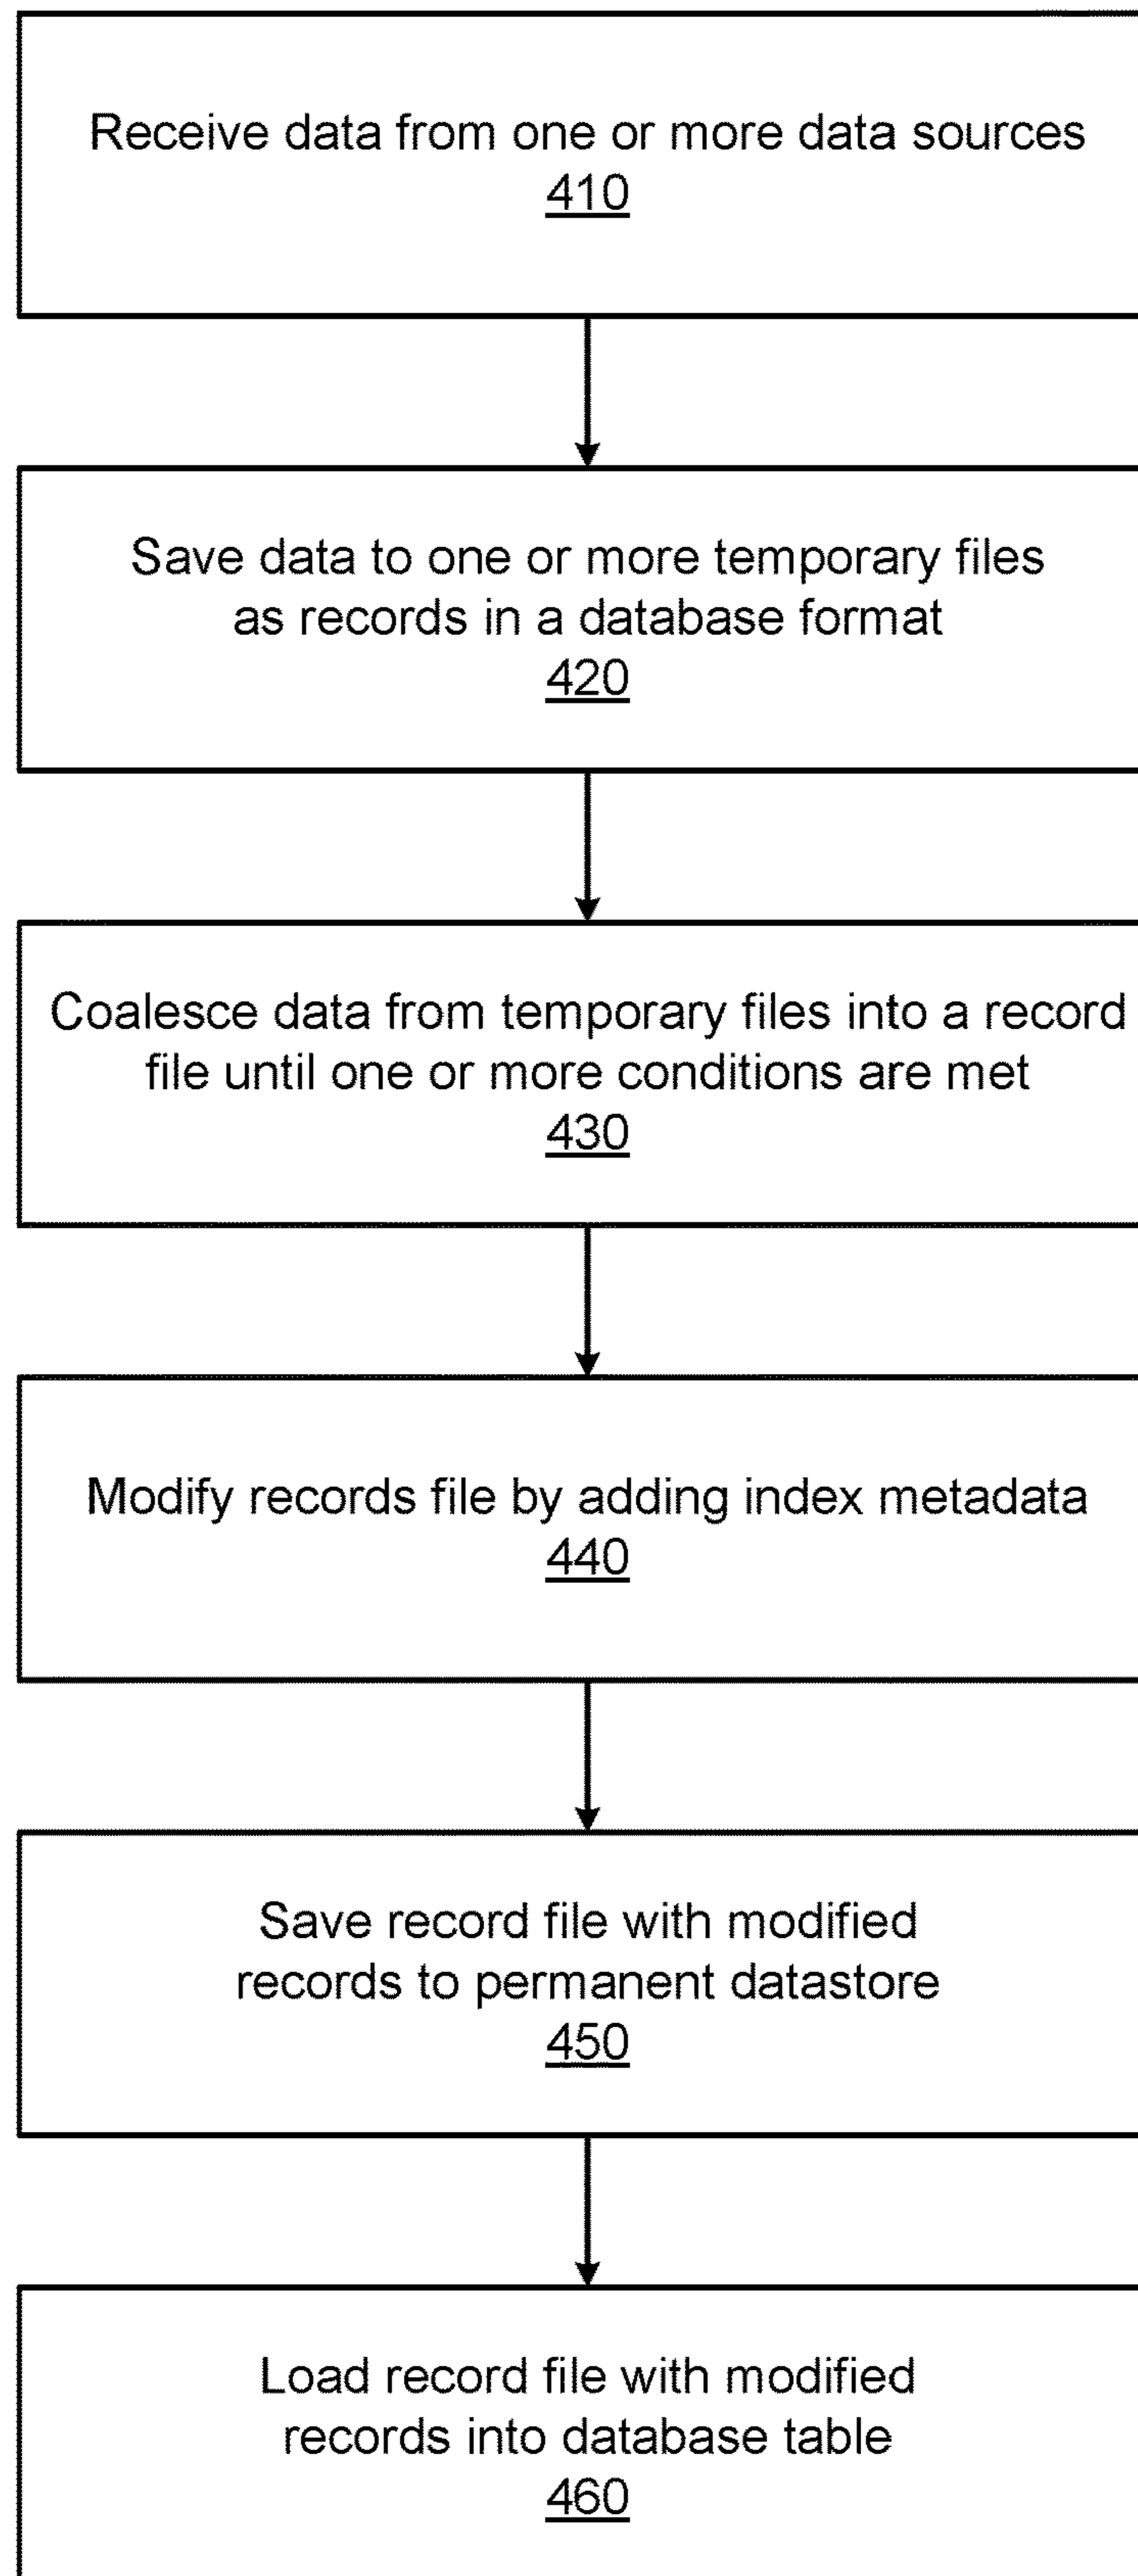 Receive data from one or more data sources
410
Save data to one or more temporary files
as records in a database format
420
Coalesce data from temporary files into a record
file until one or more conditions are met
430
Modify records file by adding index metadata
440
Save record file with modified
records to permanent datastore
450
Load record file with modified
records into database table
460